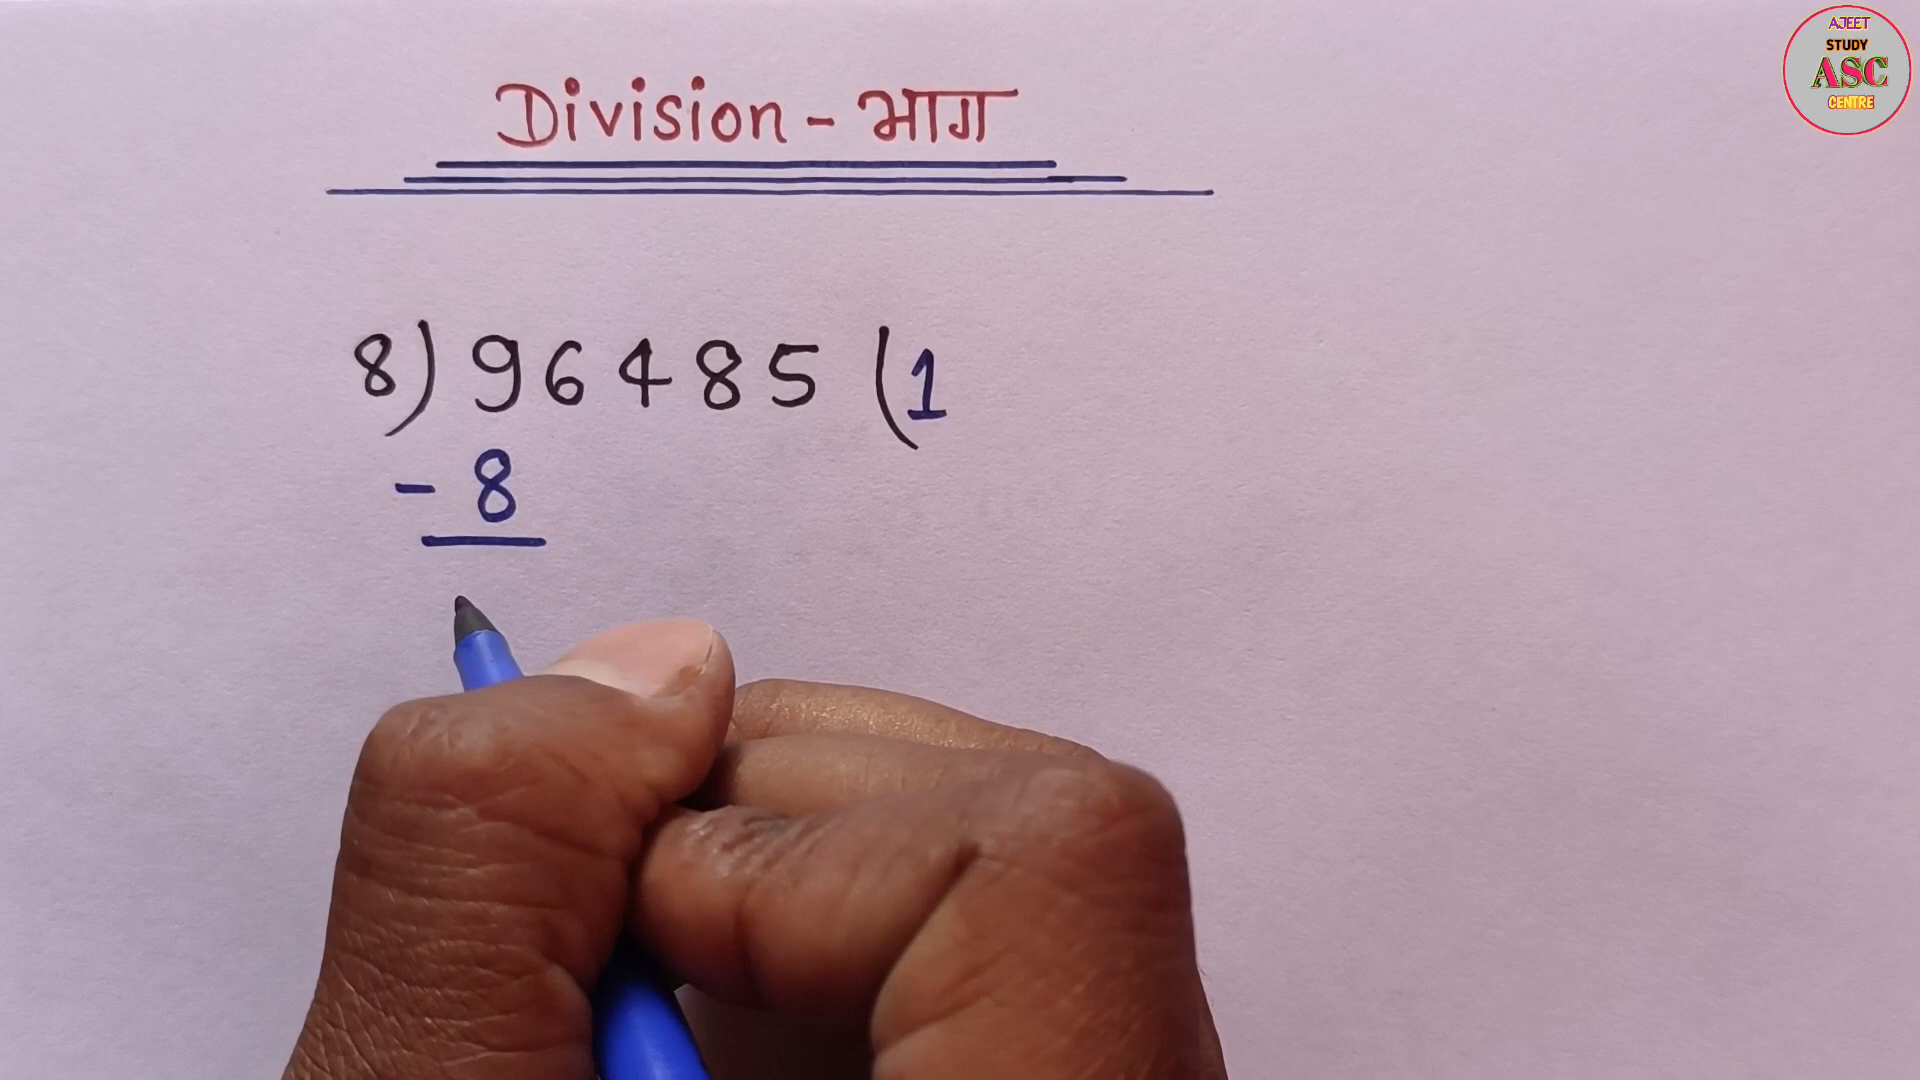 AJEET
STUDY
ASC
CENTRE
Division - भाग
8) 96485 (1
- 8